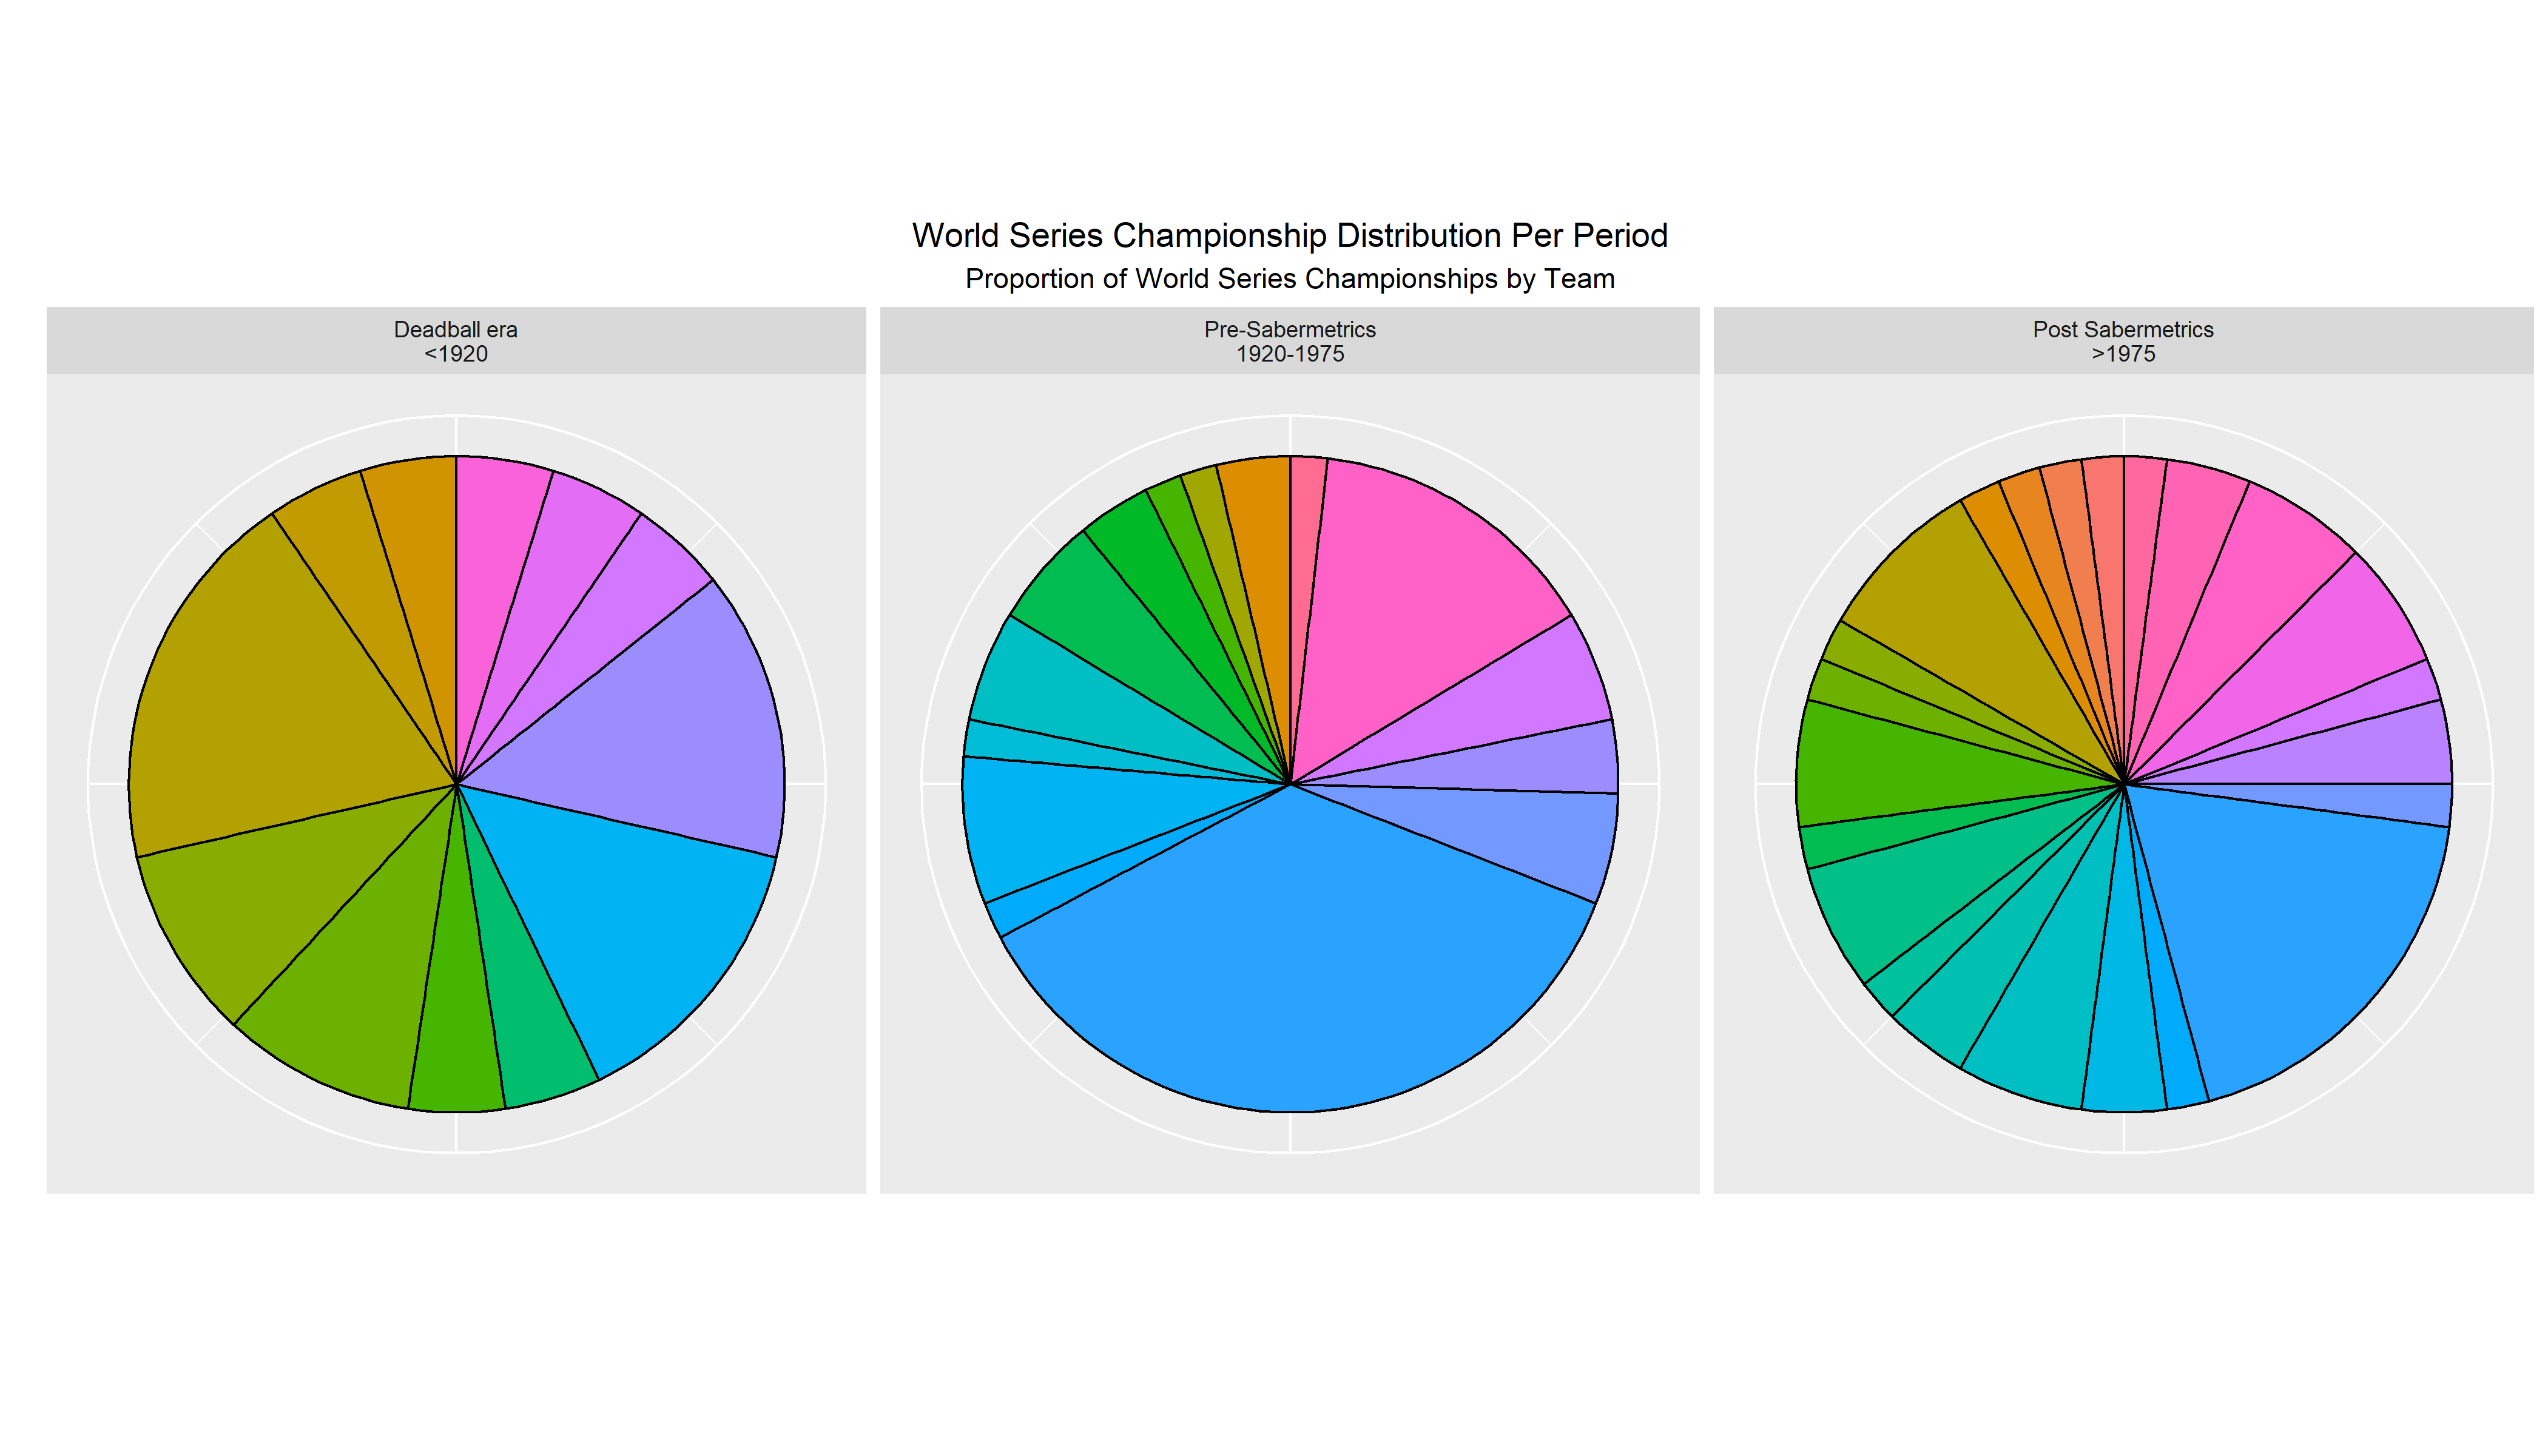 World Series Championship Distribution Per Period
Proportion of World Series Championships by Team
Deadball era
<1920
Pre-Sabermetrics
1920-1975
Post Sabermetrics
>1975